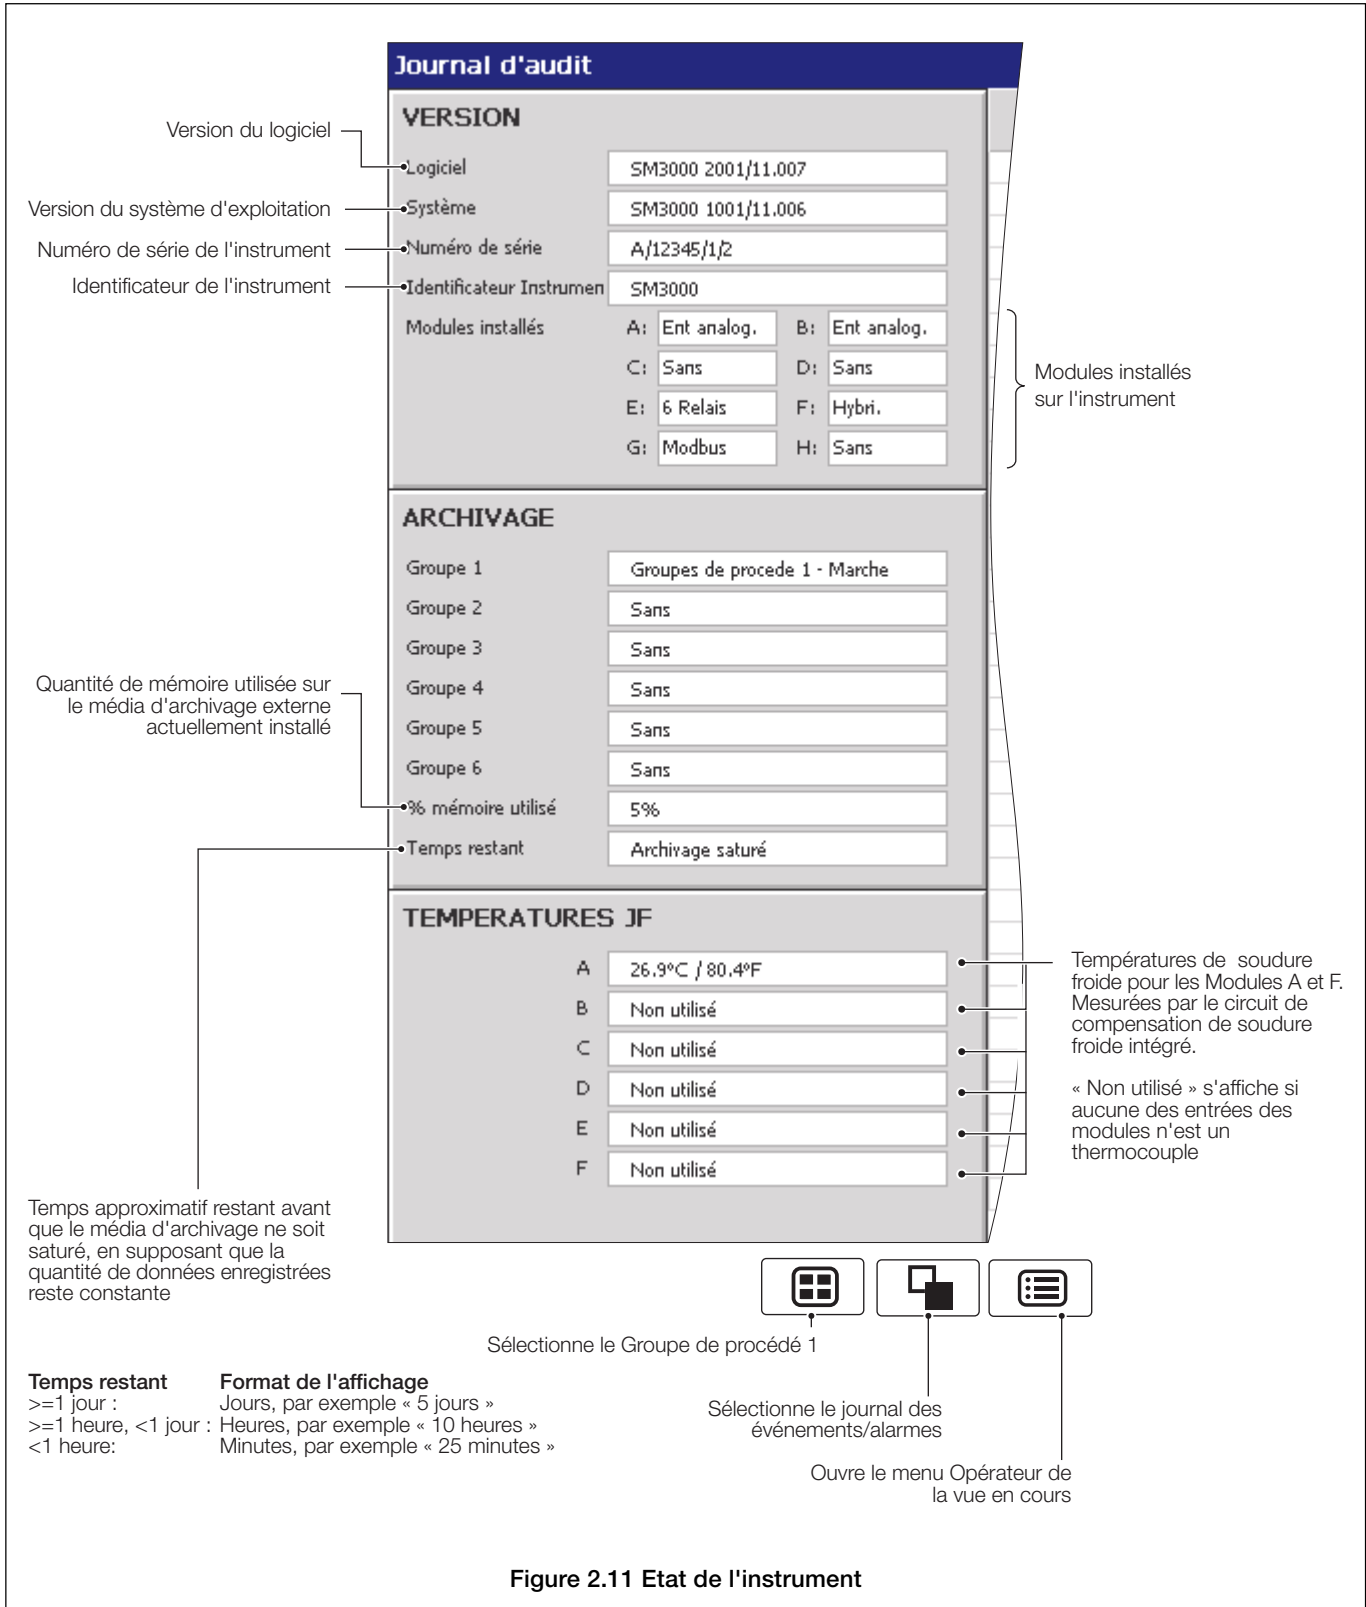 Journal d'audit
VERSION
Version du logiciel
Logiciel
SM3000 2001/11.007
Version du système d'exploitation
Système
SM3000 1001/11.006
Numéro de série de l'instrument
Numéro de série
A/12345/1/2
Identificateur de l'instrument
Identificateur Instrumen
SM3000
Modules installés
A: Ent analog. B: Ent analog.
C: Sans D: Sans
E: 6 Relais F: Hybri.
G: Modbus H: Sans
Modules installés
sur l'instrument
ARCHIVAGE
Groupe 1 Groupes de procede 1 - Marche
Groupe 2 Sans
Groupe 3 Sans
Groupe 4 Sans
Groupe 5 Sans
Groupe 6 Sans
Quantité de mémoire utilisée sur
le média d'archivage externe
actuellement installé
% mémoire utilisé 5%
Temps restant Archivage saturé
TEMPERATURES JF
A 26.9ºC / 80.4ºF
B Non utilisé
C Non utilisé
D Non utilisé
E Non utilisé
F Non utilisé
Températures de soudure
froide pour les Modules A et F.
Mesurées par le circuit de
compensation de soudure
froide intégré.
« Non utilisé » s'affiche si
aucune des entrées des
modules n'est un
thermocouple
Temps approximatif restant avant
que le média d'archivage ne soit
saturé, en supposant que la
quantité de données enregistrées
reste constante
Sélectionne le Groupe de procédé 1
Sélectionne le journal des
événements/alarmes
Ouvre le menu Opérateur de
la vue en cours
Temps restant Format de l'affichage
>=1 jour : Jours, par exemple « 5 jours »
>=1 heure, <1 jour : Heures, par exemple « 10 heures »
<1 heure: Minutes, par exemple « 25 minutes »
Figure 2.11 Etat de l'instrument